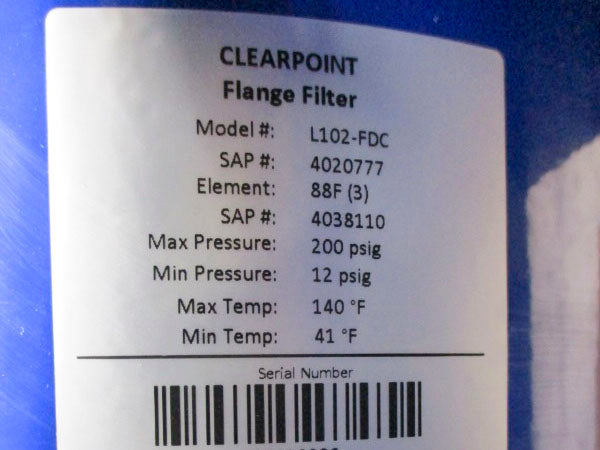 CLEARPOINT
Flange Filter
Model #: L102-FDC
SAP #: 4020777
Element: 88F (3)
SAP #: 4038110
Max Pressure: 200 psig
Min Pressure: 12 psig
Max Temp: 140 °F
Min Temp: 41 °F
Serial Number